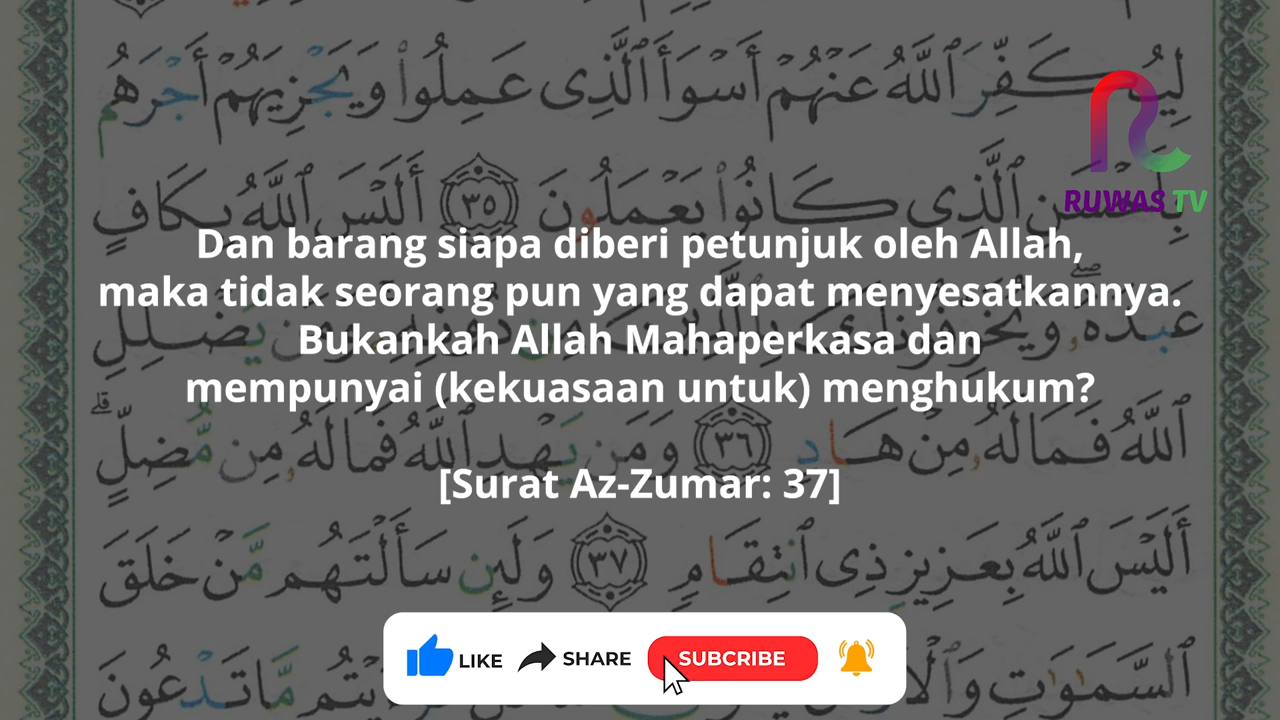 لِيُكَفِّرَ ٱللَّهُ عَنْهُمْ أَسْوَأَ ٱلَّذِى عَمِلُوا۟ وَيَجْزِيَهُمْ أَجْرَهُم
RUWAS TV
ٱلَّذِى كَانُوا۟ يَعْمَلُونَ ٣٥ أَلَيْسَ ٱللَّهُ بِكَافٍ
Dan barang siapa diberi petunjuk oleh Allah,
maka tidak seorang pun yang dapat menyesatkannya.
عَبْدَهُۥ
Bukankah Allah Mahaperkasa dan
mempunyai (kekuasaan untuk) menghukum?
ٱللَّهُ فَمَا لَهُۥ مِنْ هَادٍ ٣٦ وَمَن يَهْدِ ٱللَّهُ فَمَا لَهُۥ مِن مُّضِلٍّ
[Surat Az-Zumar: 37]
أَلَيْسَ ٱللَّهُ بِعَزِيزٍ ذِى ٱنتِقَامٍ ٣٧ وَلَئِن سَأَلْتَهُم مَّنْ خَلَقَ
LIKE SHARE SUBCRIBE
ٱلسَّمَٰوَٰتِ مَّا تَدْعُونَ